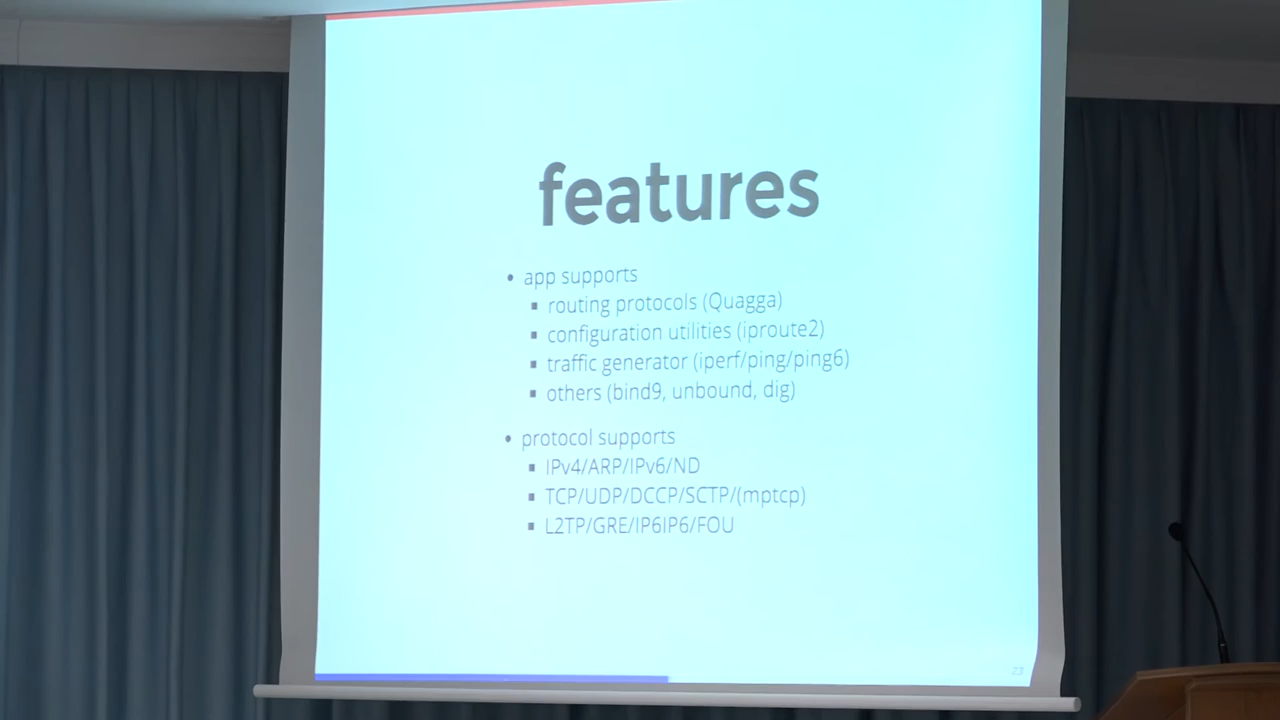 features
• app supports
▪ routing protocols (Quagga)
▪ configuration utilities (iproute2)
▪ traffic generator (iperf/ping/ping6)
▪ others (bind9, unbound, dig)
• protocol supports
▪ IPv4/ARP/IPv6/ND
▪ TCP/UDP/DCCP/SCTP/(mptcp)
▪ L2TP/GRE/IP6IP6/FOU
23